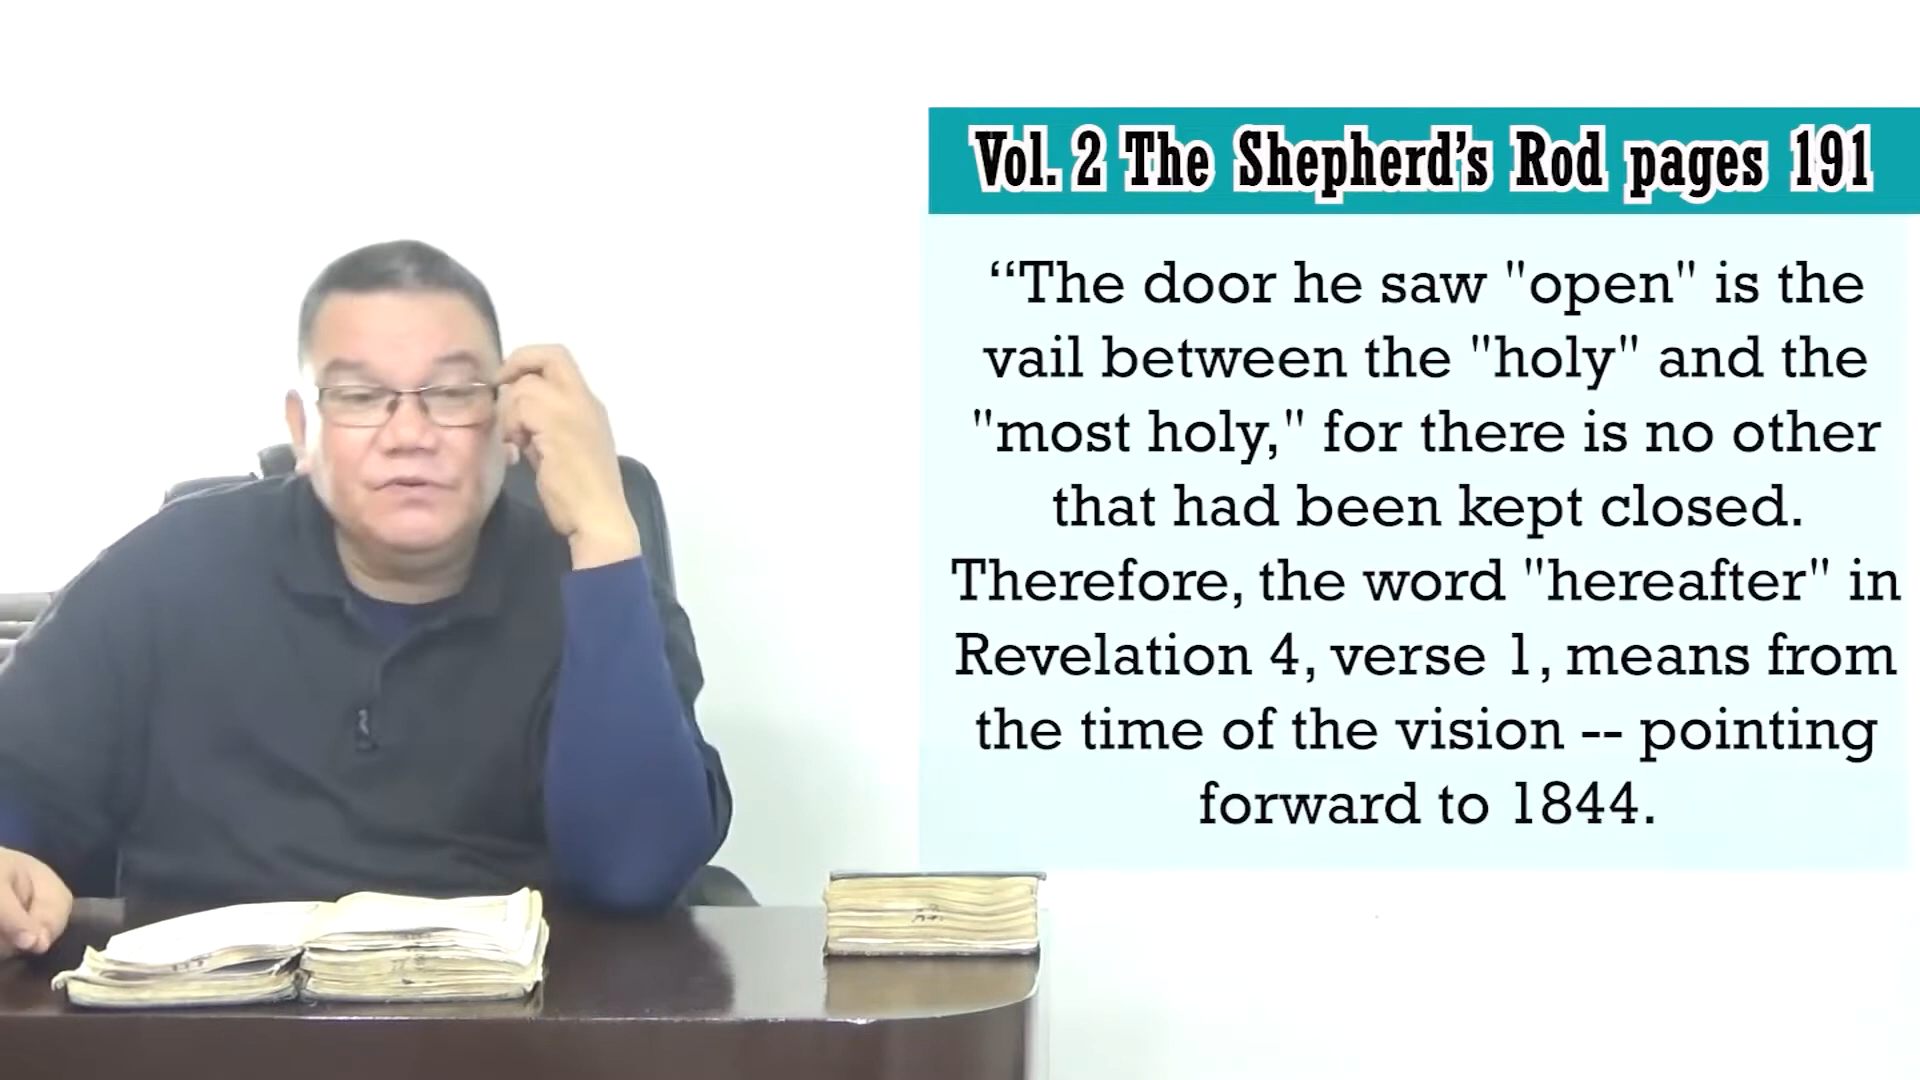 Vol. 2 The Shepherd's Rod pages 191
“The door he saw "open" is the
vail between the "holy" and the
"most holy," for there is no other
that had been kept closed.
Therefore, the word "hereafter" in
Revelation 4, verse 1, means from
the time of the vision -- pointing
forward to 1844.